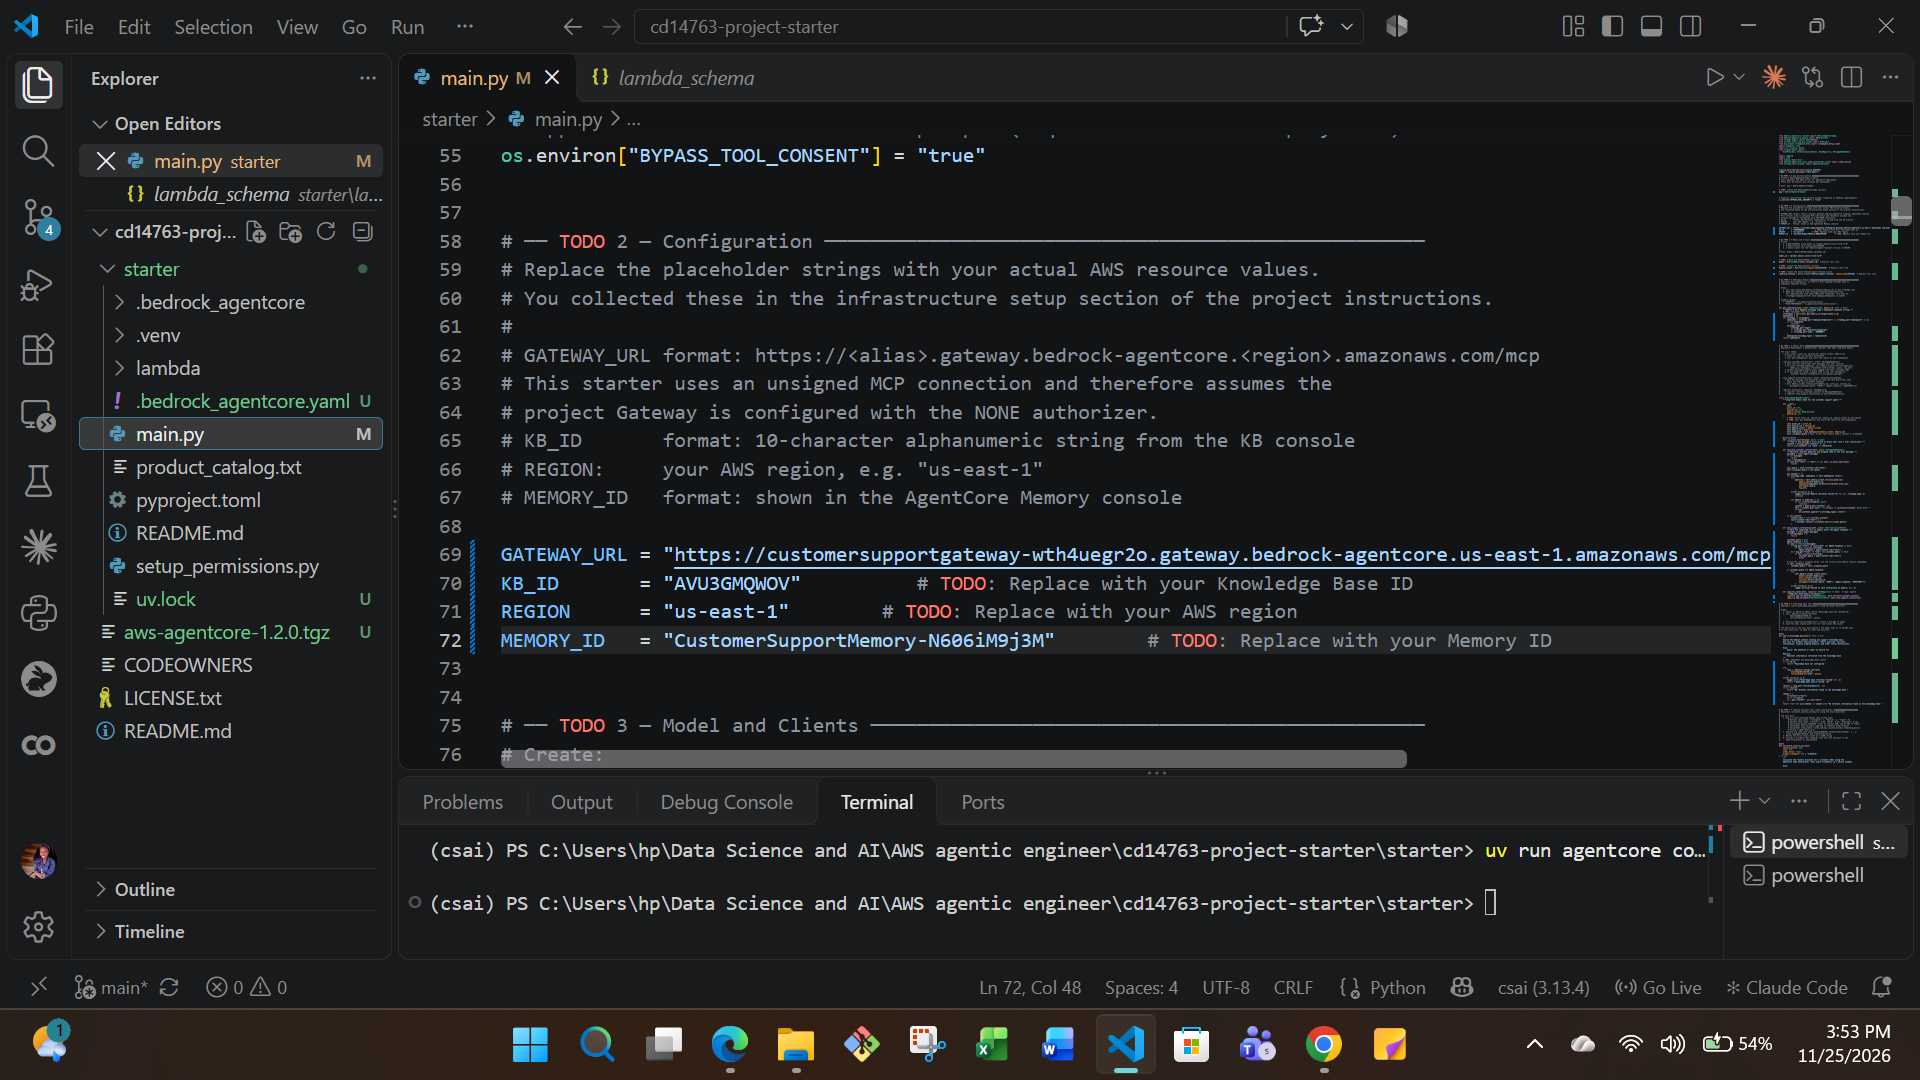 File Edit Selection View Go Run ···
cd14763-project-starter
Explorer
Open Editors
main.py starter M
lambda_schema starter\la...
cd14763-proj...
starter
.bedrock_agentcore
.venv
lambda
.bedrock_agentcore.yaml U
main.py M
product_catalog.txt
pyproject.toml
README.md
setup_permissions.py
uv.lock U
aws-agentcore-1.2.0.tgz U
CODEOWNERS
LICENSE.txt
README.md
Outline
Timeline
4
main.py M
lambda_schema
starter > main.py > ...
55 os.environ["BYPASS_TOOL_CONSENT"] = "true"
56
57
58 # —— TODO 2 — Configuration ——————————
59 # Replace the placeholder strings with your actual AWS resource values.
60 # You collected these in the infrastructure setup section of the project instructions.
61 #
62 # GATEWAY_URL format: https://<alias>.gateway.bedrock-agentcore.<region>.amazonaws.com/mcp
63 # This starter uses an unsigned MCP connection and therefore assumes the
64 # project Gateway is configured with the NONE authorizer.
65 # KB_ID format: 10-character alphanumeric string from the KB console
66 # REGION: your AWS region, e.g. "us-east-1"
67 # MEMORY_ID format: shown in the AgentCore Memory console
68
69 GATEWAY_URL = "https://customersupportgateway-wth4uegr2o.gateway.bedrock-agentcore.us-east-1.amazonaws.com/mcp
70 KB_ID = "AVU3GMQWOV" # TODO: Replace with your Knowledge Base ID
71 REGION = "us-east-1" # TODO: Replace with your AWS region
72 MEMORY_ID = "CustomerSupportMemory-N606iM9j3M" # TODO: Replace with your Memory ID
73
74
75 # —— TODO 3 — Model and Clients ——————————
76 # Create:
Problems Output Debug Console Terminal Ports
(csai) PS C:\Users\hp\Data Science and AI\AWS agentic engineer\cd14763-project-starter\starter> uv run agentcore co...
(csai) PS C:\Users\hp\Data Science and AI\AWS agentic engineer\cd14763-project-starter\starter>
powershell s...
powershell
main* 0 0
Ln 72, Col 48 Spaces: 4 UTF-8 CRLF Python csai (3.13.4) Go Live Claude Code
1
54%
3:53 PM
11/25/2026